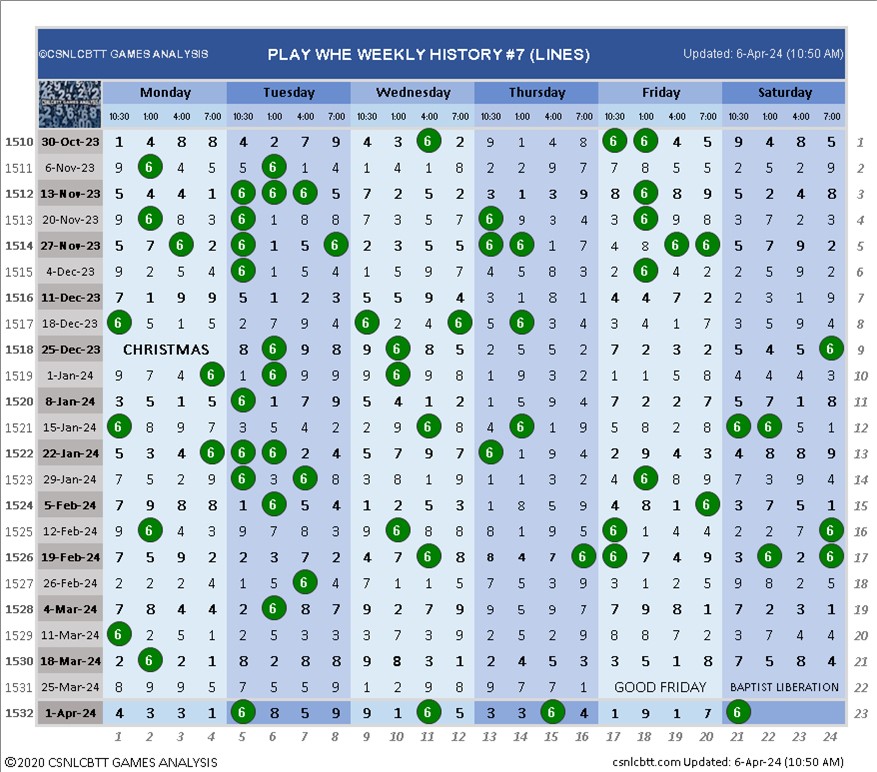 ©CSNLCBTT GAMES ANALYSIS PLAY WHE WEEKLY HISTORY #7 (LINES) Updated: 6-Apr-24 (10:50 AM)
Monday Tuesday Wednesday Thursday Friday Saturday
10:30 1:00 4:00 7:00 10:30 1:00 4:00 7:00 10:30 1:00 4:00 7:00 10:30 1:00 4:00 7:00 10:30 1:00 4:00 7:00 10:30 1:00 4:00 7:00
1510 30-Oct-23 1 4 8 8 4 2 7 9 4 3 6 2 9 1 4 8 6 6 4 5 9 4 8 5 1
1511 6-Nov-23 9 6 4 5 5 6 1 4 1 4 1 8 2 2 9 7 7 8 5 5 2 5 2 9 2
1512 13-Nov-23 5 4 4 1 6 6 6 5 7 2 5 2 3 1 3 9 8 6 8 9 5 2 4 8 3
1513 20-Nov-23 9 6 8 3 6 1 8 8 7 3 5 7 6 9 3 4 3 6 9 8 3 7 2 3 4
1514 27-Nov-23 5 7 6 2 6 1 5 6 2 3 5 5 6 6 1 7 4 8 6 6 5 7 9 2 5
1515 4-Dec-23 9 2 5 4 6 1 5 4 1 5 9 7 4 5 8 3 2 6 4 2 2 5 9 2 6
1516 11-Dec-23 7 1 9 9 5 1 2 3 5 5 9 4 3 1 8 1 4 4 7 2 2 3 1 9 7
1517 18-Dec-23 6 5 1 5 2 7 9 4 6 2 4 6 5 6 3 4 3 4 1 7 3 5 9 4 8
1518 25-Dec-23 CHRISTMAS 8 6 9 8 9 6 8 5 2 5 5 2 7 2 3 2 5 4 5 6 9
1519 1-Jan-24 9 7 4 6 1 6 9 9 9 6 9 8 1 9 3 2 1 1 5 8 4 4 4 3 10
1520 8-Jan-24 3 5 1 5 6 1 7 9 5 4 1 2 1 5 9 4 7 2 2 7 5 7 1 8 11
1521 15-Jan-24 6 8 9 7 3 5 4 2 2 9 6 8 4 6 1 9 5 8 2 8 6 6 5 1 12
1522 22-Jan-24 5 3 4 6 6 6 2 4 5 7 9 7 6 1 9 4 2 9 4 3 4 8 8 9 13
1523 29-Jan-24 7 5 2 9 6 3 6 8 3 8 1 9 1 1 9 4 4 6 8 9 7 3 9 4 14
1524 5-Feb-24 7 9 8 8 1 6 5 4 1 2 5 3 1 8 5 9 4 8 1 6 3 7 5 1 15
1525 12-Feb-24 9 6 4 3 9 7 8 3 9 6 8 8 8 1 9 5 6 1 4 4 2 2 7 6 16
1526 19-Feb-24 7 5 9 2 2 3 7 2 4 7 6 8 8 4 7 6 6 7 4 9 3 6 2 6 17
1527 26-Feb-24 2 2 2 4 1 5 6 4 7 1 1 5 7 5 3 9 3 1 2 5 9 8 2 5 18
1528 4-Mar-24 7 8 4 4 2 6 8 7 9 2 7 9 9 5 9 7 7 9 8 1 7 2 3 1 19
1529 11-Mar-24 6 2 5 1 2 5 3 3 3 7 3 9 2 5 2 9 8 8 7 2 3 7 4 4 20
1530 18-Mar-24 2 6 2 1 8 2 8 8 9 8 3 1 2 4 5 3 3 5 1 8 7 5 8 4 21
1531 25-Mar-24 8 9 9 5 7 5 5 9 1 2 9 8 9 7 7 1 GOOD FRIDAY BAPTIST LIBERATION 22
1532 1-Apr-24 4 3 3 1 6 8 5 9 9 1 6 5 3 3 6 4 1 9 1 7 6 23
1 2 3 4 5 6 7 8 9 10 11 12 13 14 15 16 17 18 19 20 21 22 23 24
©2020 CSNLCBTT GAMES ANALYSIS csnlcbtt.com Updated: 6-Apr-24 (10:50 AM)